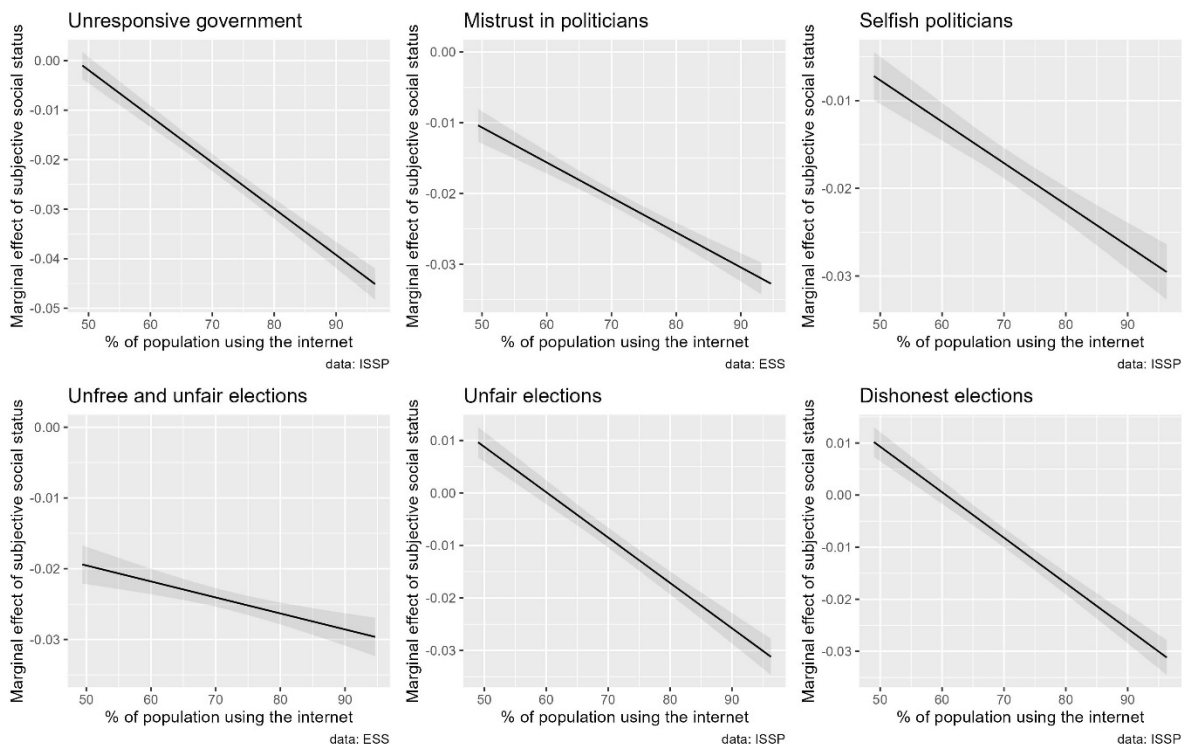 Unresponsive government
Marginal effect of subjective social status
0.00
-0.01
-0.02
-0.03
-0.04
-0.05
50 60 70 80 90
% of population using the internet
data: ISSP
Mistrust in politicians
Marginal effect of subjective social status
0.00
-0.01
-0.02
-0.03
50 60 70 80 90
% of population using the internet
data: ESS
Selfish politicians
Marginal effect of subjective social status
-0.01
-0.02
-0.03
50 60 70 80 90
% of population using the internet
data: ISSP
Unfree and unfair elections
Marginal effect of subjective social status
0.00
-0.01
-0.02
-0.03
50 60 70 80 90
% of population using the internet
data: ESS
Unfair elections
Marginal effect of subjective social status
0.01
0.00
-0.01
-0.02
-0.03
50 60 70 80 90
% of population using the internet
data: ISSP
Dishonest elections
Marginal effect of subjective social status
0.01
0.00
-0.01
-0.02
-0.03
50 60 70 80 90
% of population using the internet
data: ISSP